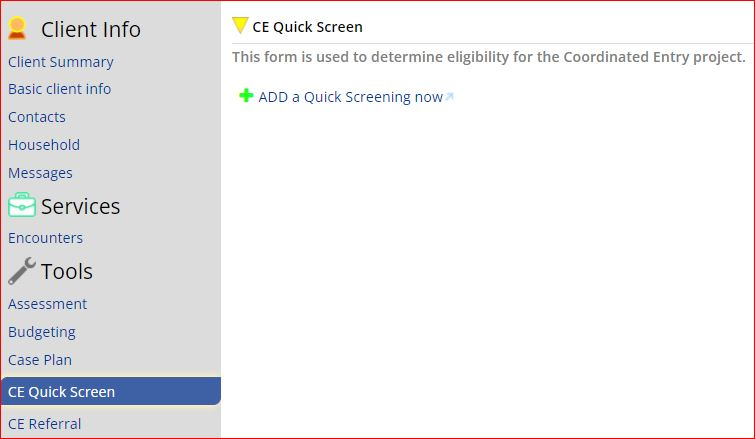 Client Info
Client Summary
Basic client info
Contacts
Household
Messages
Services
Encounters
Tools
Assessment
Budgeting
Case Plan
CE Quick Screen
CE Referral
CE Quick Screen
This form is used to determine eligibility for the Coordinated Entry project.
ADD a Quick Screening now